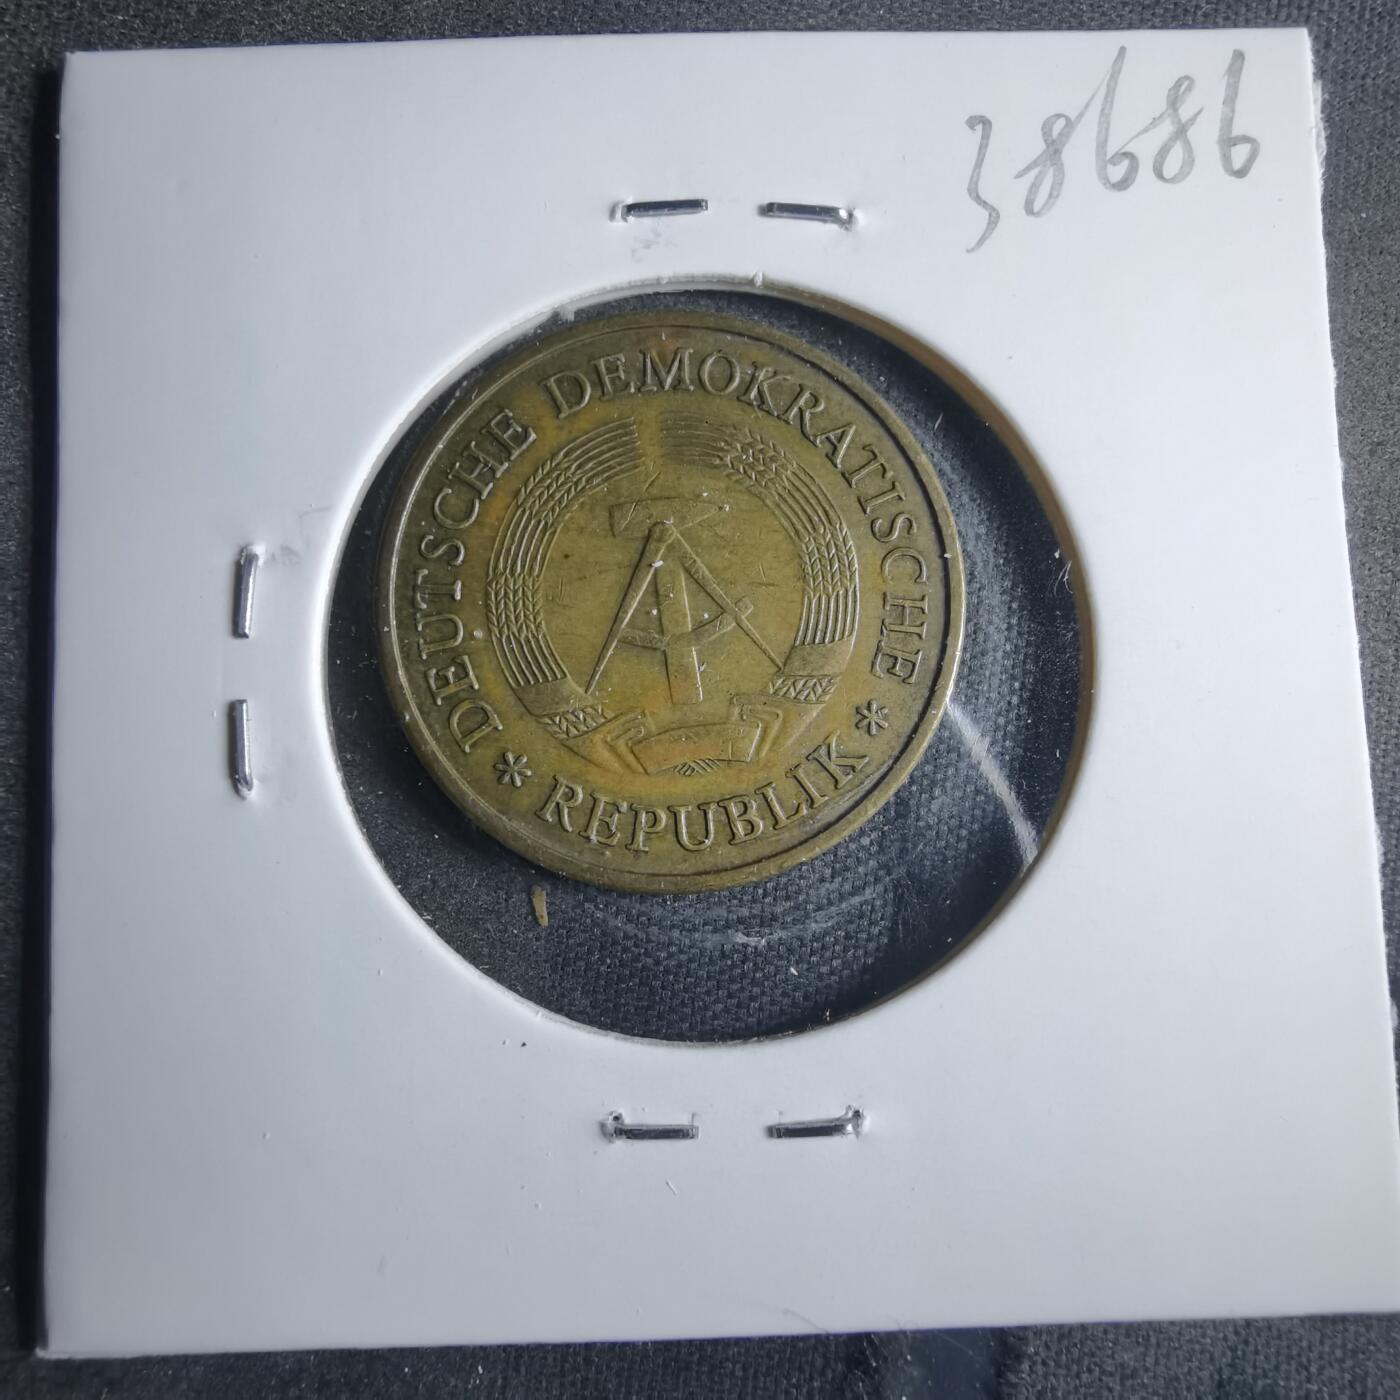 38686
DEUTSCHE DEMOKRATISCHE
* REPUBLIK *